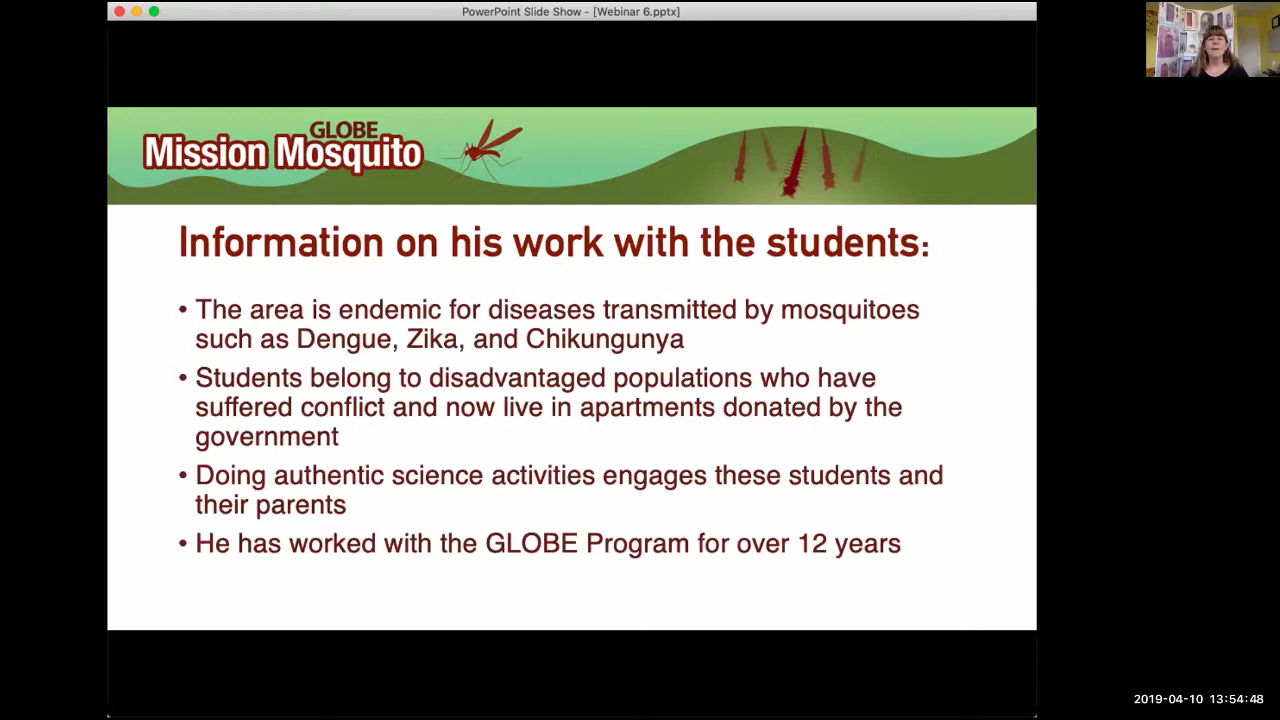 PowerPoint Slide Show - [Webinar 6.pptx]
GLOBE
Mission Mosquito
Information on his work with the students:
• The area is endemic for diseases transmitted by mosquitoes
such as Dengue, Zika, and Chikungunya
• Students belong to disadvantaged populations who have
suffered conflict and now live in apartments donated by the
government
• Doing authentic science activities engages these students and
their parents
• He has worked with the GLOBE Program for over 12 years
2019-04-10 13:54:48